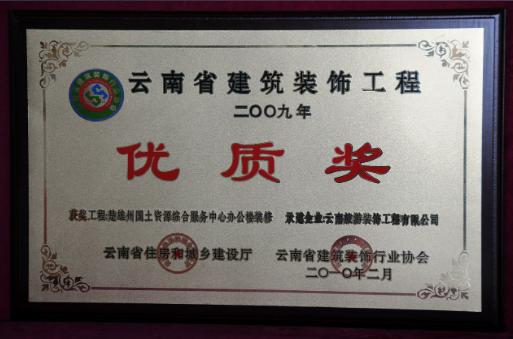 云南省建筑装饰工程
二〇〇九年
优质奖
获奖工程:楚雄州国土资源综合服务中心办公楼装修 承建企业:云南旅游装饰工程有限公司
云南省住房和城乡建设厅 云南省建筑装饰行业协会
二〇一〇年二月